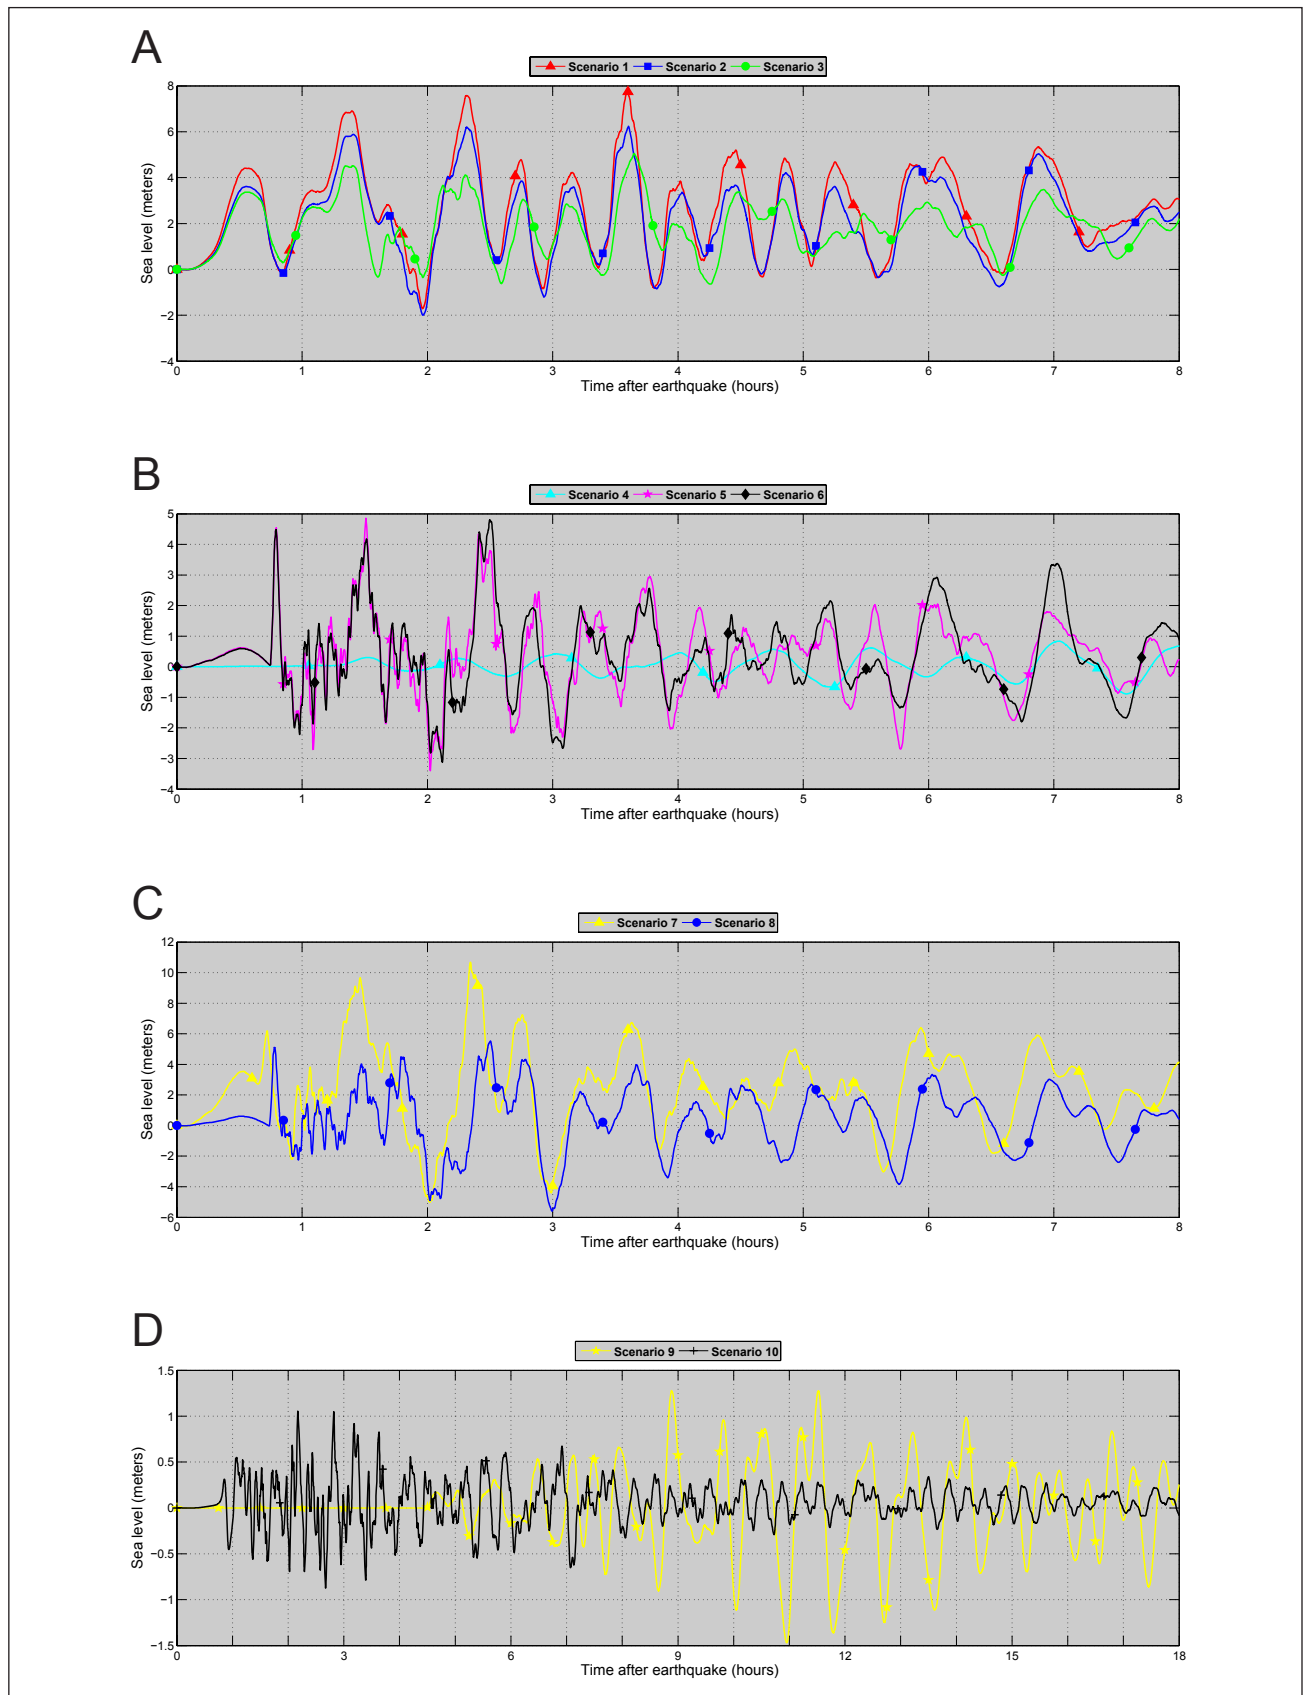 A
Scenario 1 Scenario 2 Scenario 3
8
6
4
2
0
−2
−4
Sea level (meters)
0 1 2 3 4 5 6 7 8
Time after earthquake (hours)
B
Scenario 4 Scenario 5 Scenario 6
5
4
3
2
1
0
−1
−2
−3
−4
Sea level (meters)
0 1 2 3 4 5 6 7 8
Time after earthquake (hours)
C
Scenario 7 Scenario 8
12
10
8
6
4
2
0
−2
−4
−6
Sea level (meters)
0 1 2 3 4 5 6 7 8
Time after earthquake (hours)
D
Scenario 9 Scenario 10
1.5
1
0.5
0
−0.5
−1
−1.5
Sea level (meters)
0 3 6 9 12 15 18
Time after earthquake (hours)